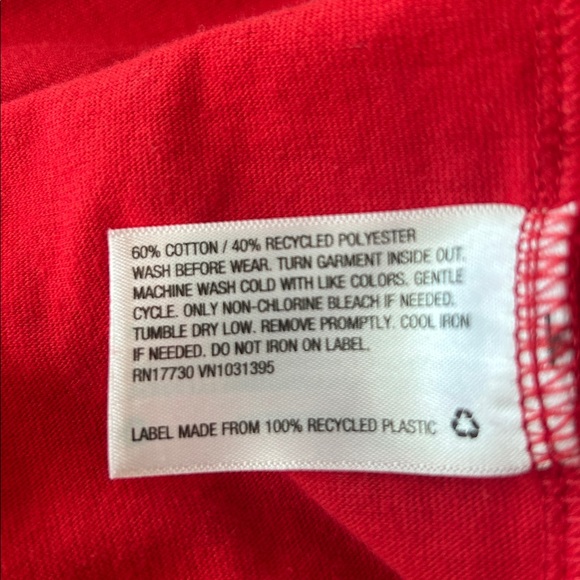 60% COTTON / 40% RECYCLED POLYESTER
WASH BEFORE WEAR. TURN GARMENT INSIDE OUT.
MACHINE WASH COLD WITH LIKE COLORS. GENTLE
CYCLE. ONLY NON-CHLORINE BLEACH IF NEEDED.
TUMBLE DRY LOW. REMOVE PROMPTLY. COOL IRON
IF NEEDED. DO NOT IRON ON LABEL.
RN17730 VN1031395
LABEL MADE FROM 100% RECYCLED PLASTIC